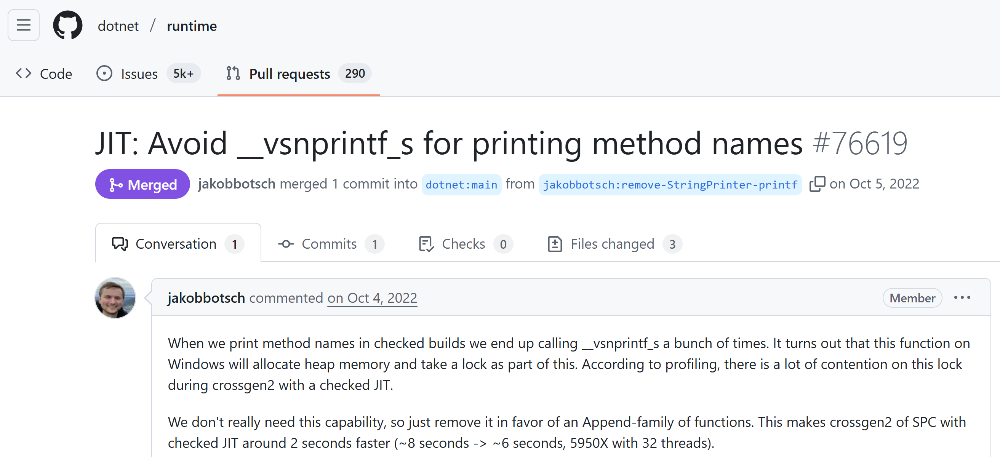 dotnet / runtime
Code Issues 5k+ Pull requests 290
JIT: Avoid __vsnprintf_s for printing method names #76619
Merged jakobbotsch merged 1 commit into dotnet:main from jakobbotsch:remove-StringPrinter-printf on Oct 5, 2022
Conversation 1 Commits 1 Checks 0 Files changed 3
jakobbotsch commented on Oct 4, 2022 Member
When we print method names in checked builds we end up calling __vsnprintf_s a bunch of times. It turns out that this function on
Windows will allocate heap memory and take a lock as part of this. According to profiling, there is a lot of contention on this lock
during crossgen2 with a checked JIT.
We don't really need this capability, so just remove it in favor of an Append-family of functions. This makes crossgen2 of SPC with
checked JIT around 2 seconds faster (~8 seconds -> ~6 seconds, 5950X with 32 threads).